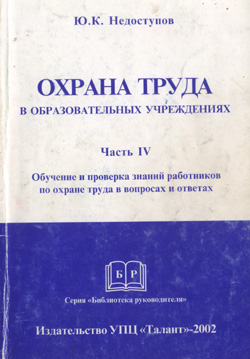 Ю.К. Недоступов
ОХРАНА ТРУДА
В ОБРАЗОВАТЕЛЬНЫХ УЧРЕЖДЕНИЯХ
Часть IV
Обучение и проверка знаний работников
по охране труда в вопросах и ответах
Б Р
Серия «Библиотека руководителя»
Издательство УПЦ «Талант»-2002